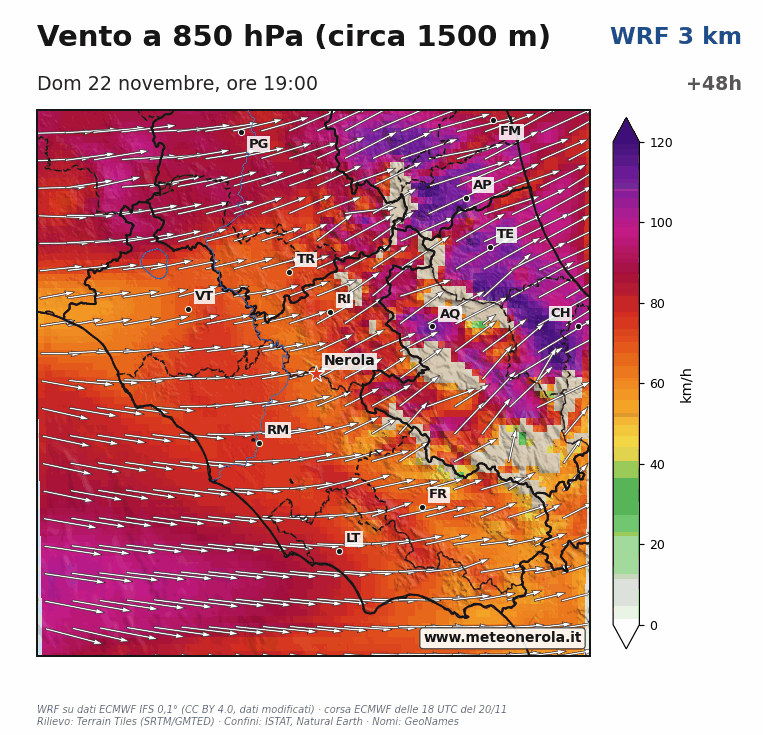 Vento a 850 hPa (circa 1500 m)
WRF 3 km
Dom 22 novembre, ore 19:00
+48h
PG
FM
AP
TE
TR
RI
VT
AQ
CH
Nerola
RM
FR
LT
www.meteonerola.it
120
100
80
60
40
20
0
km/h
WRF su dati ECMWF IFS 0,1° (CC BY 4.0, dati modificati) · corsa ECMWF delle 18 UTC del 20/11
Rilievo: Terrain Tiles (SRTM/GMTED) · Confini: ISTAT, Natural Earth · Nomi: GeoNames